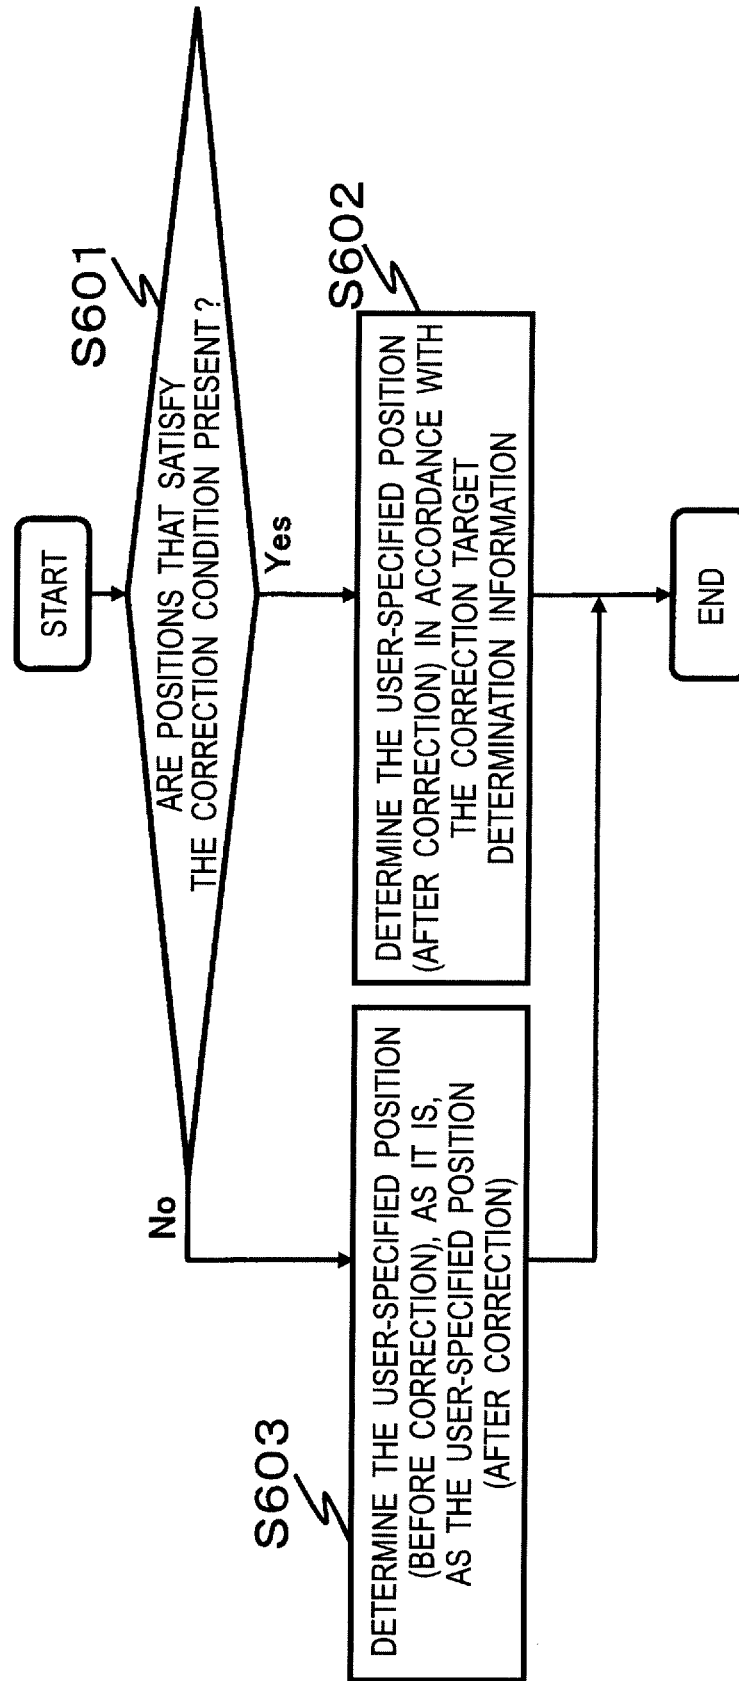 START
S601
ARE POSITIONS THAT SATISFY
THE CORRECTION CONDITION PRESENT?
Yes
No
S602
DETERMINE THE USER-SPECIFIED POSITION
(AFTER CORRECTION) IN ACCORDANCE WITH
THE CORRECTION TARGET
DETERMINATION INFORMATION
S603
DETERMINE THE USER-SPECIFIED POSITION
(BEFORE CORRECTION), AS IT IS,
AS THE USER-SPECIFIED POSITION
(AFTER CORRECTION)
END